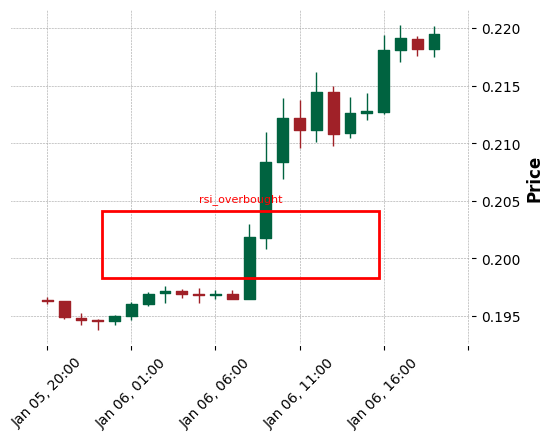 0.220
0.215
0.210
rsi_overbought
0.205
0.200
0.195
Price
Jan 05, 20:00
Jan 06, 01:00
Jan 06, 06:00
Jan 06, 11:00
Jan 06, 16:00